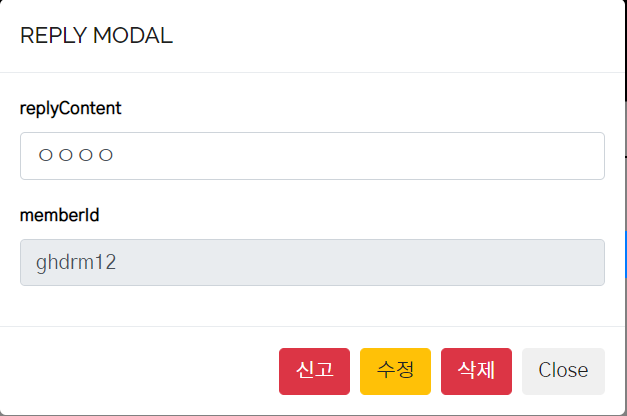 REPLY MODAL
replyContent
ㅇㅇㅇㅇ
memberId
ghdrm12
신고 수정 삭제 Close